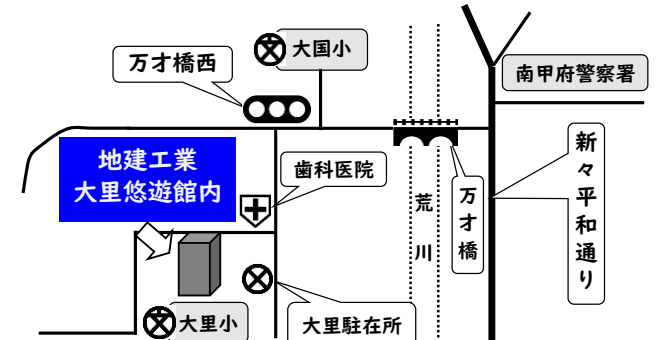 大国小
万才橋西
南甲府警察署
地建工業
大里悠遊館内
歯科医院
新々平和通り
荒川
万才橋
大里小
大里駐在所